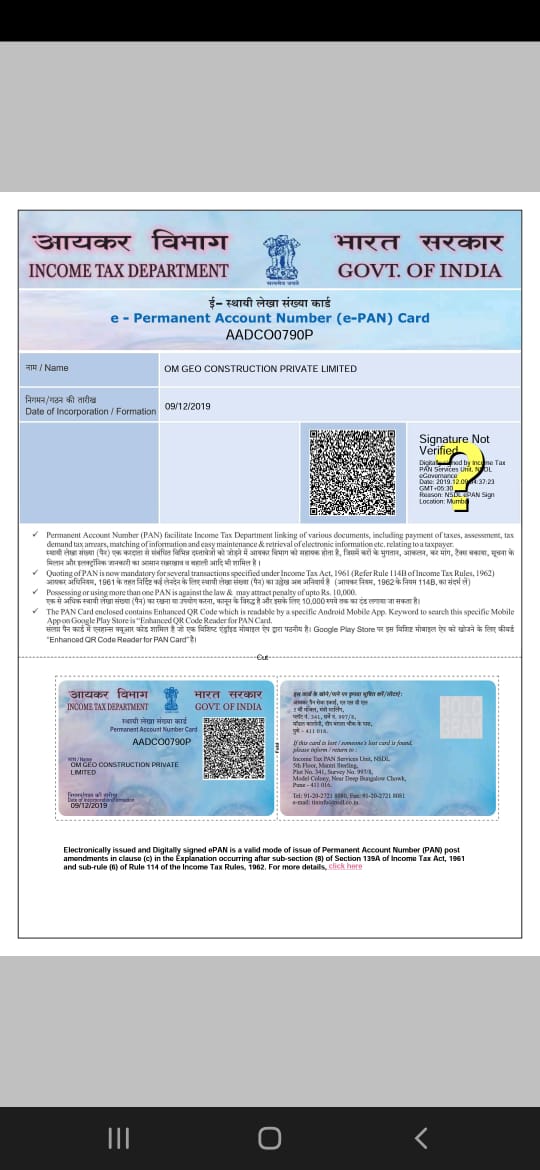 आयकर विभाग
INCOME TAX DEPARTMENT
सत्यमेव जयते
भारत सरकार
GOVT. OF INDIA
ई- स्थायी लेखा संख्या कार्ड
e - Permanent Account Number (e-PAN) Card
AADCO0790P
नाम / Name
OM GEO CONSTRUCTION PRIVATE LIMITED
निगमन/गठन की तारीख
Date of Incorporation / Formation
09/12/2019
Signature Not
Verified
Digitally signed by Income Tax
PAN Services Unit, NSDL
eGovernance
Date: 2019.12.09 :37:23
GMT+05:30
Reason: NSDL ePAN Sign
Location: Mumbai
✓ Permanent Account Number (PAN) facilitate Income Tax Department linking of various documents, including payment of taxes, assessment, tax
demand tax arrears, matching of information and easy maintenance & retrieval of electronic information etc. relating to a taxpayer.
स्थायी लेखा संख्या (पैन) एक करदाता से संबंधित विभिन्न दस्तावेजों को जोड़ने में आयकर विभाग को सहायक होता है, जिसमें करों के भुगतान, आकलन, कर मांग, टैक्स बकाया, सूचना के
मिलान और इलक्ट्रॉनिक जानकारी का आसान रखरखाव व बहाली आदि भी शामिल है ।
✓ Quoting of PAN is now mandatory for several transactions specified under Income Tax Act, 1961 (Refer Rule 114B of Income Tax Rules, 1962)
आयकर अधिनियम, 1961 के तहत निर्दिष्ट कई लेनदेन के लिए स्थायी लेखा संख्या (पैन) का उल्लेख अब अनिवार्य है (आयकर नियम, 1962 के नियम 114B, का संदर्भ लें)
✓ Possessing or using more than one PAN is against the law & may attract penalty of upto Rs. 10,000.
एक से अधिक स्थायी लेखा संख्या (पैन) का रखना या उपयोग करना, कानून के विरुद्ध है और इसके लिए 10,000 रुपये तक का दंड लगाया जा सकता है।
✓ The PAN Card enclosed contains Enhanced QR Code which is readable by a specific Android Mobile App. Keyword to search this specific Mobile
App on Google Play Store is "Enhanced QR Code Reader for PAN Card.
संलग्न पैन कार्ड में एनहान्स क्यूआर कोड शामिल है जो एक विशिष्ट एंड्रॉइड मोबाइल ऐप द्वारा पठनीय है। Google Play Store पर इस विशिष्ट मोबाइल ऐप को खोजने के लिए कीवर्ड
"Enhanced QR Code Reader for PAN Card" है।
Cut
आयकर विभाग
INCOME TAX DEPARTMENT
भारत सरकार
GOVT. OF INDIA
स्थायी लेखा संख्या कार्ड
Permanent Account Number Card
AADCO0790P
नाम / Name
OM GEO CONSTRUCTION PRIVATE
LIMITED
निगमन/गठन की तारीख
Date of Incorporation/Formation
09/12/2019
Fold
इस कार्ड के खोने/पाने पर कृपया सूचित करें/लौटाएं:
आयकर पैन सेवा इकाई, एन एस डी एल
मंत्री स्टर्लिंग,
प्लॉट नं. 341, सर्वे नं. 997/8,
मॉडल कालोनी, दीप बंगला चौक के पास,
पुणे - 411 016.
If this card is lost / someone's lost card is found,
please inform / return to :
Income Tax PAN Services Unit, NSDL
5th Floor, Mantri Sterling,
Plot No. 341, Survey No. 997/8,
Model Colony, Near Deep Bungalow Chowk,
Pune - 411 016.
Tel: 91-20-2721 8080, Fax: 91-20-2721 8081
e-mail: tininfo@nsdl.co.in
Electronically issued and Digitally signed ePAN is a valid mode of issue of Permanent Account Number (PAN) post
amendments in clause (c) in the Explanation occurring after sub-section (8) of Section 139A of Income Tax Act, 1961
and sub-rule (6) of Rule 114 of the Income Tax Rules, 1962. For more details, click here